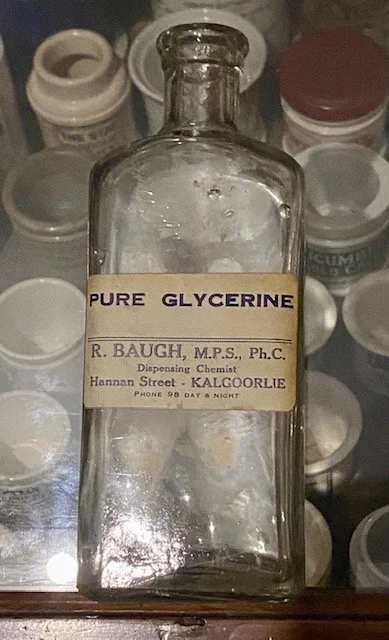 PURE GLYCERINE
R. BAUGH, M.P.S., Ph.C.
Dispensing Chemist
Hannan Street - KALGOORLIE
PHONE 98 DAY & NIGHT